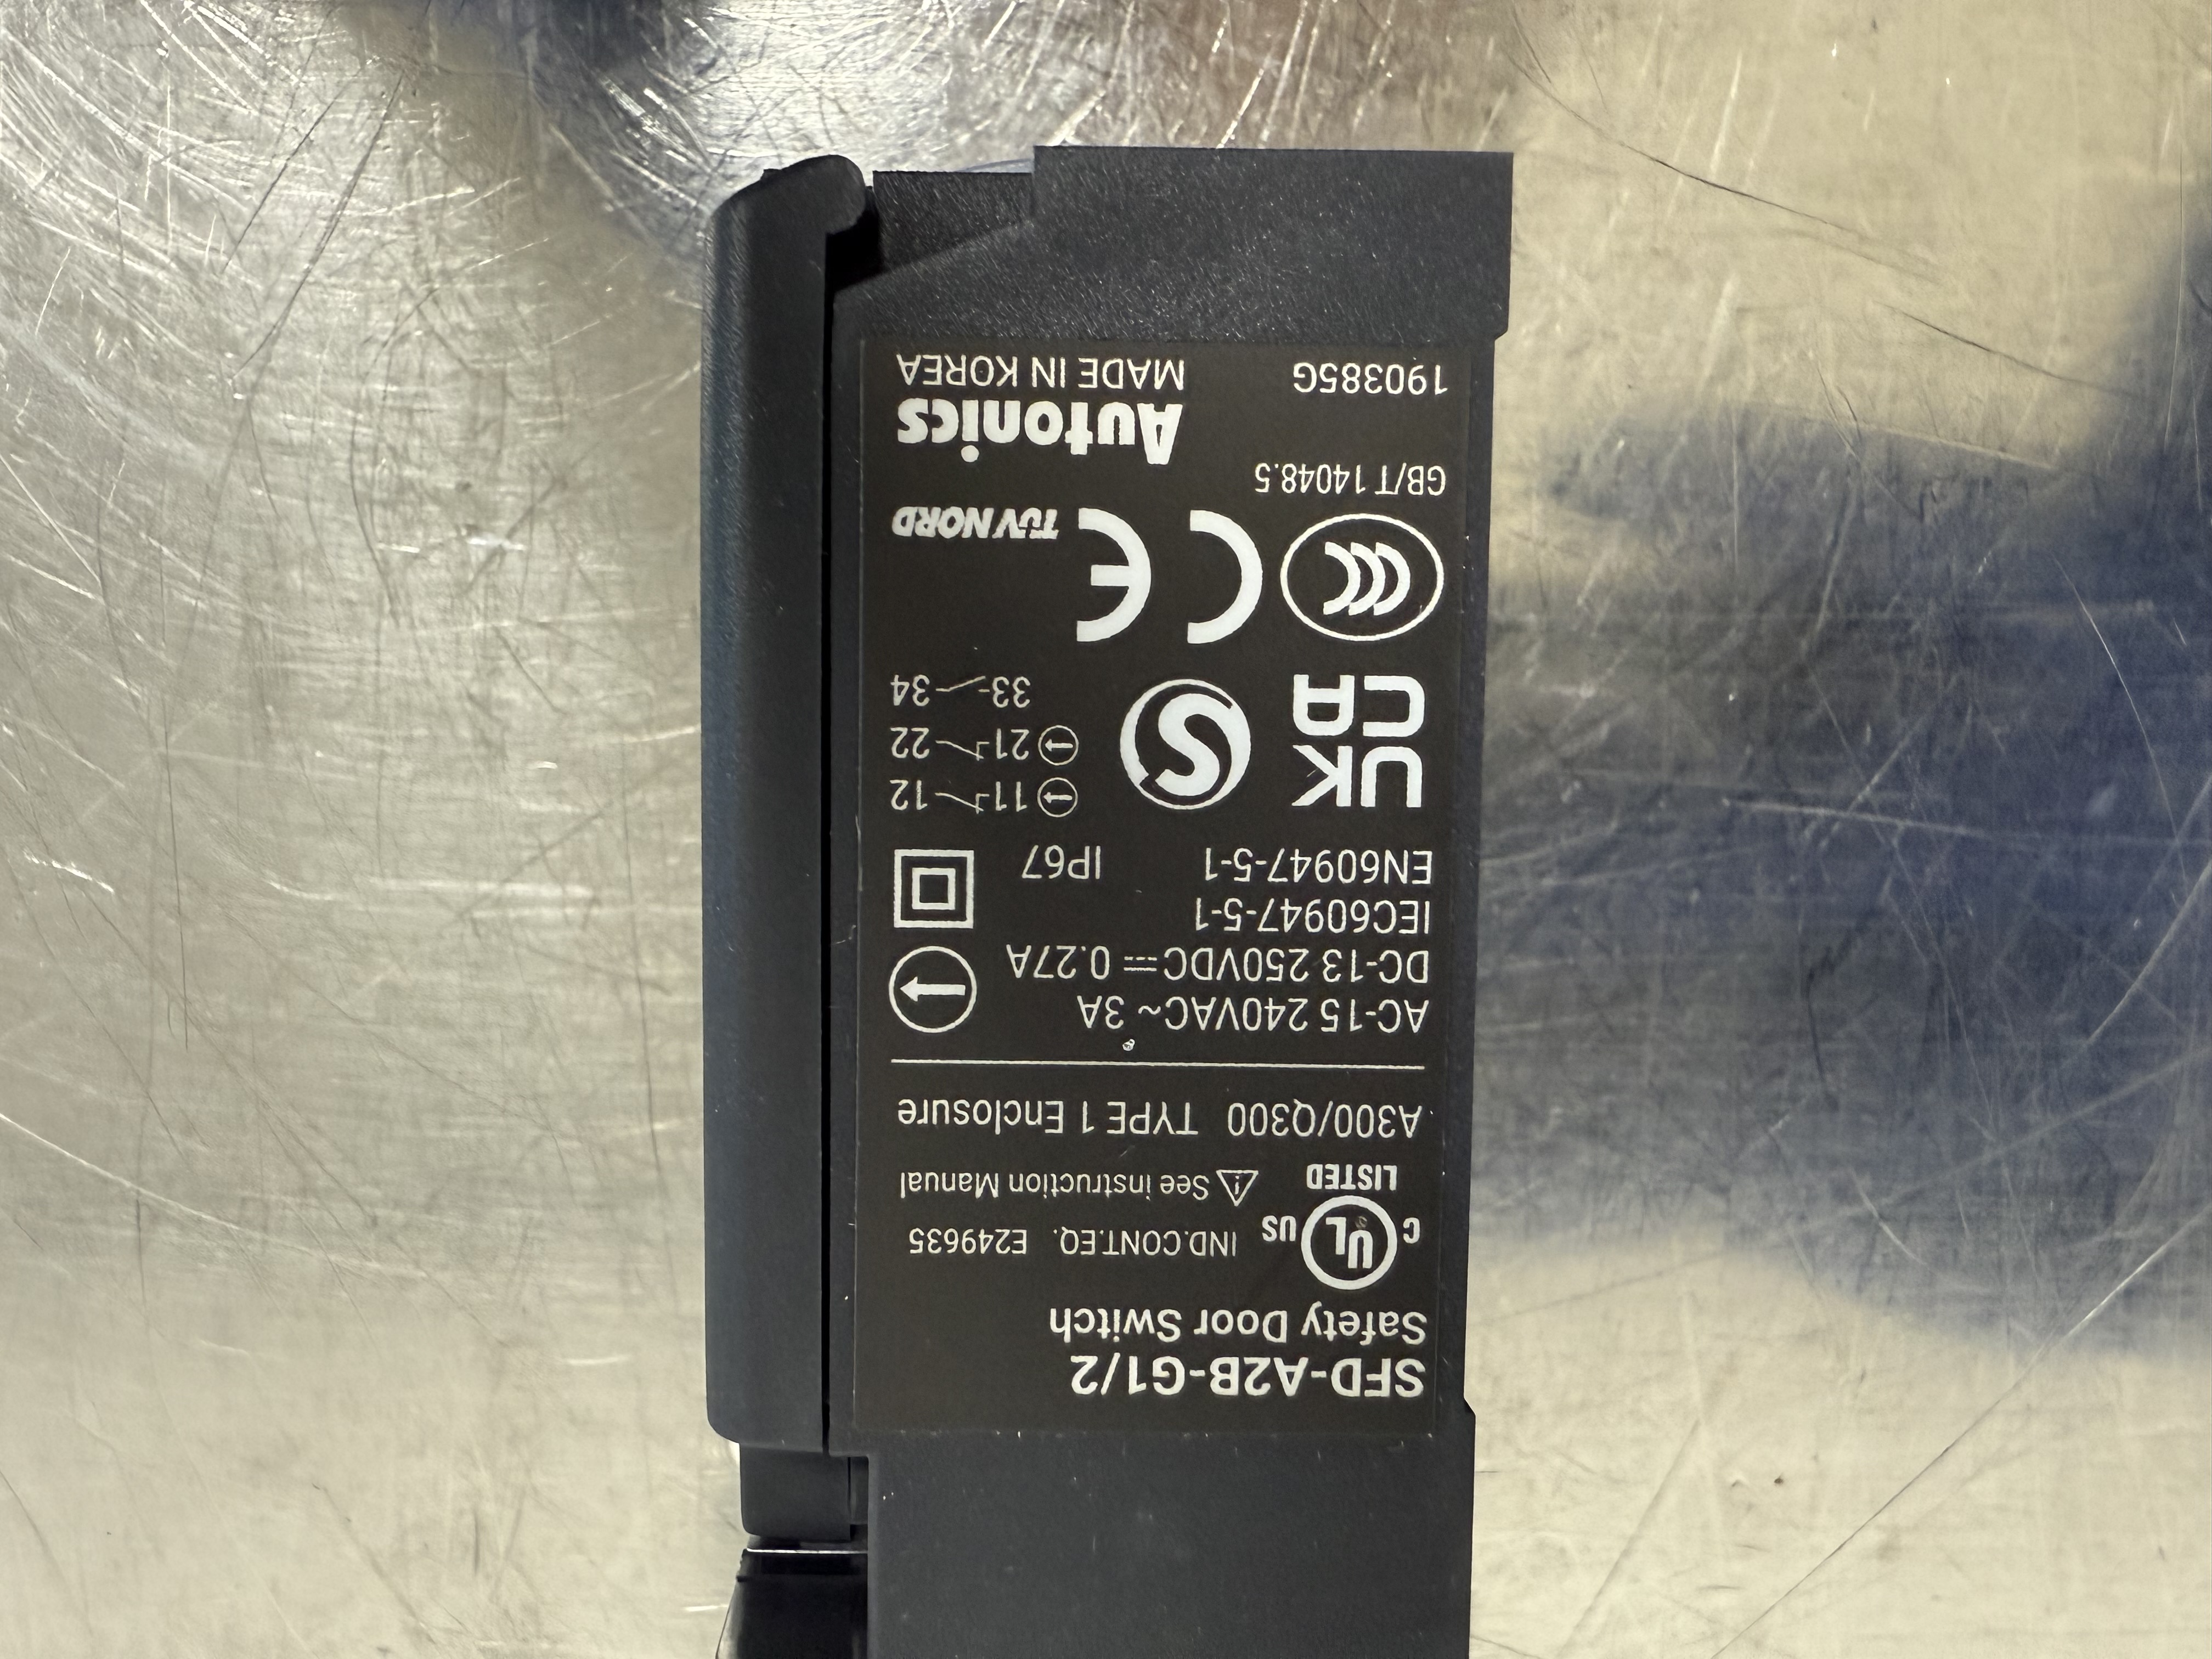 SFD-A2B-G1/2
Safety Door Switch
C UL US IND.CONT.EQ. E249635
LISTED See instruction Manual
A300/Q300 TYPE 1 Enclosure
AC-15 240VAC~ 3A
DC-13 250VDC⎓ 0.27A
IEC60947-5-1
EN60947-5-1 IP67
UK
CA
S
11 12
21 22
33 34
CCC CE TÜV NORD
GB/T 14048.5
Autonics
190385G MADE IN KOREA